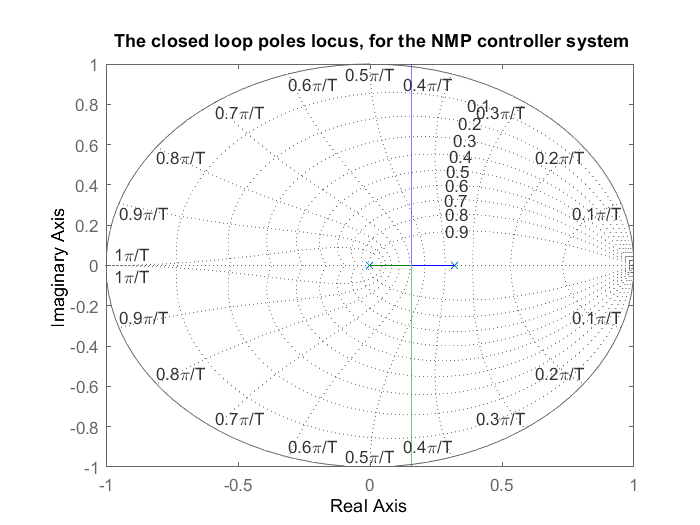 The closed loop poles locus, for the NMP controller system
1
0.5π/T
0.6π/T
0.4π/T
0.8
0.7π/T
0.1
0.3π/T
0.2
0.6
0.3
0.8π/T
0.4
0.2π/T
0.4
0.5
0.6
0.7
0.2
0.9π/T
0.8
0.1π/T
0.9
1π/T
0
1π/T
-0.2
0.9π/T
0.1π/T
-0.4
0.8π/T
0.2π/T
-0.6
0.7π/T
0.3π/T
-0.8
0.6π/T
0.4π/T
0.5π/T
-1
-1
-0.5
0
0.5
1
Imaginary Axis
Real Axis